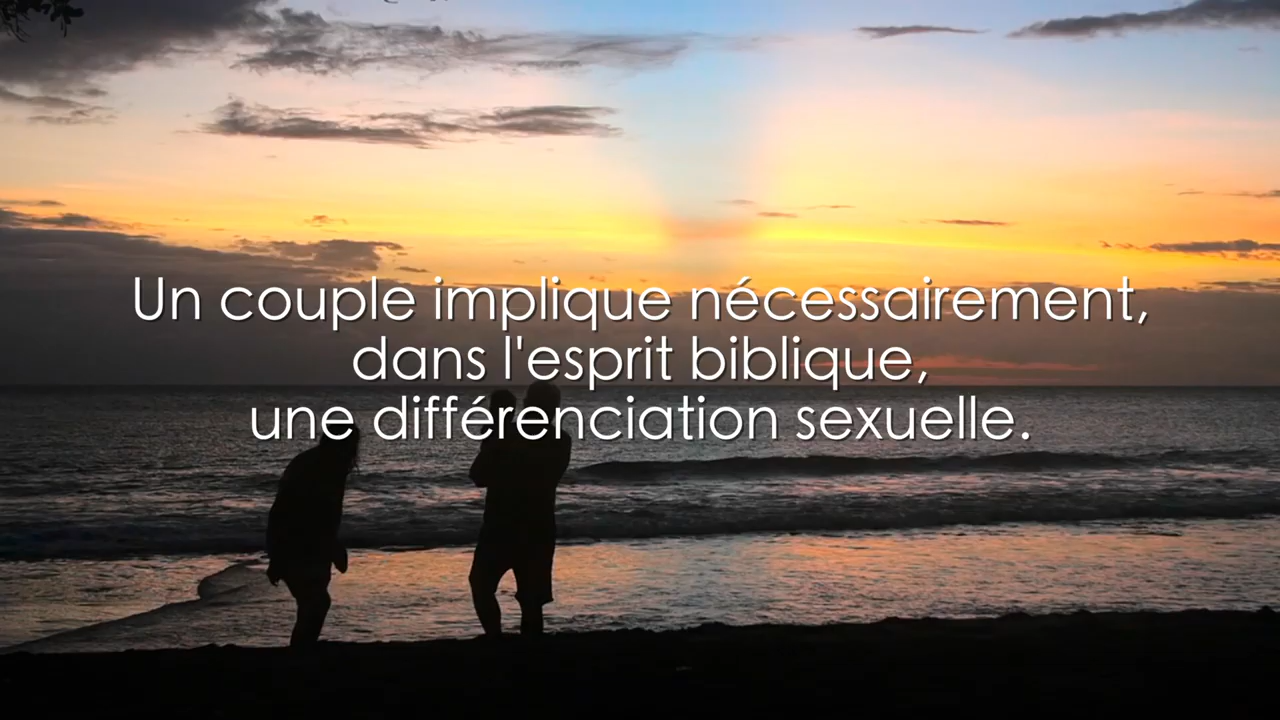 Un couple implique nécessairement,
dans l'esprit biblique,
une différenciation sexuelle.